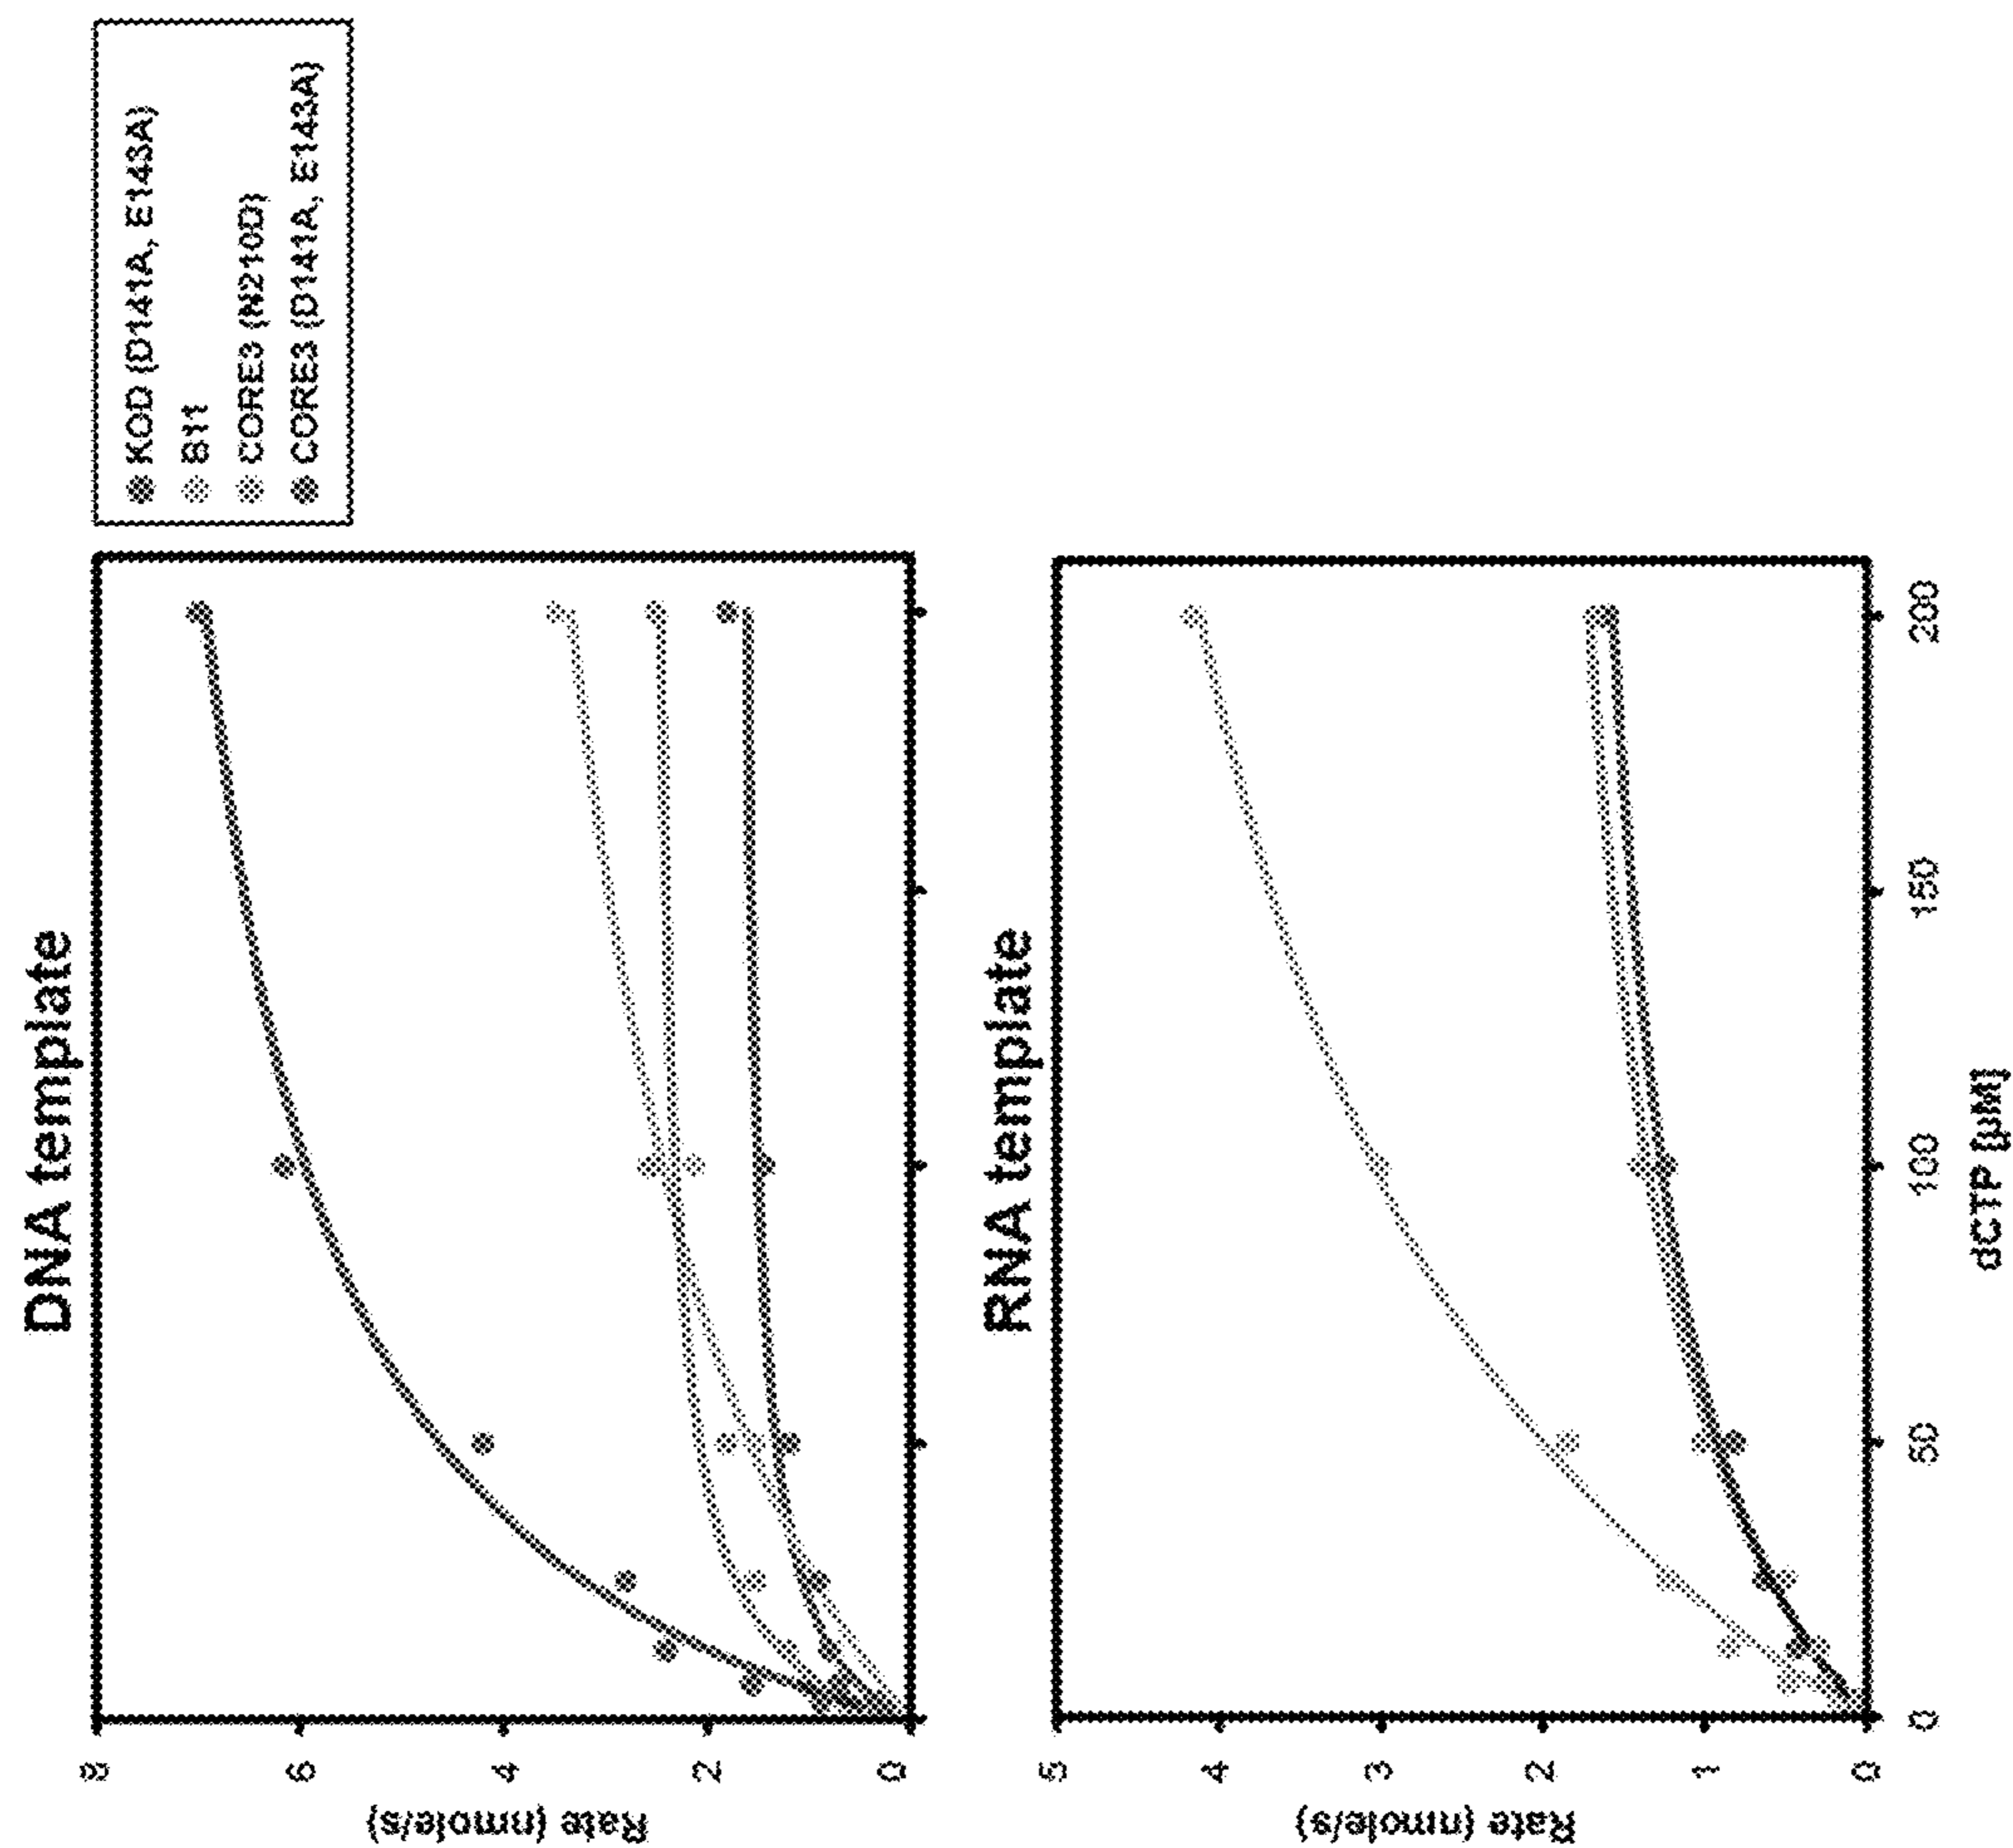 DNA template
KOD (D141A, E143A)
B11
CORE3 (N210D)
CORE3 (D141A, E143A)
Rate (nmole/s)
8
6
4
2
0
RNA template
Rate (nmole/s)
5
4
3
2
1
0
0
50
100
150
200
dCTP [µM]